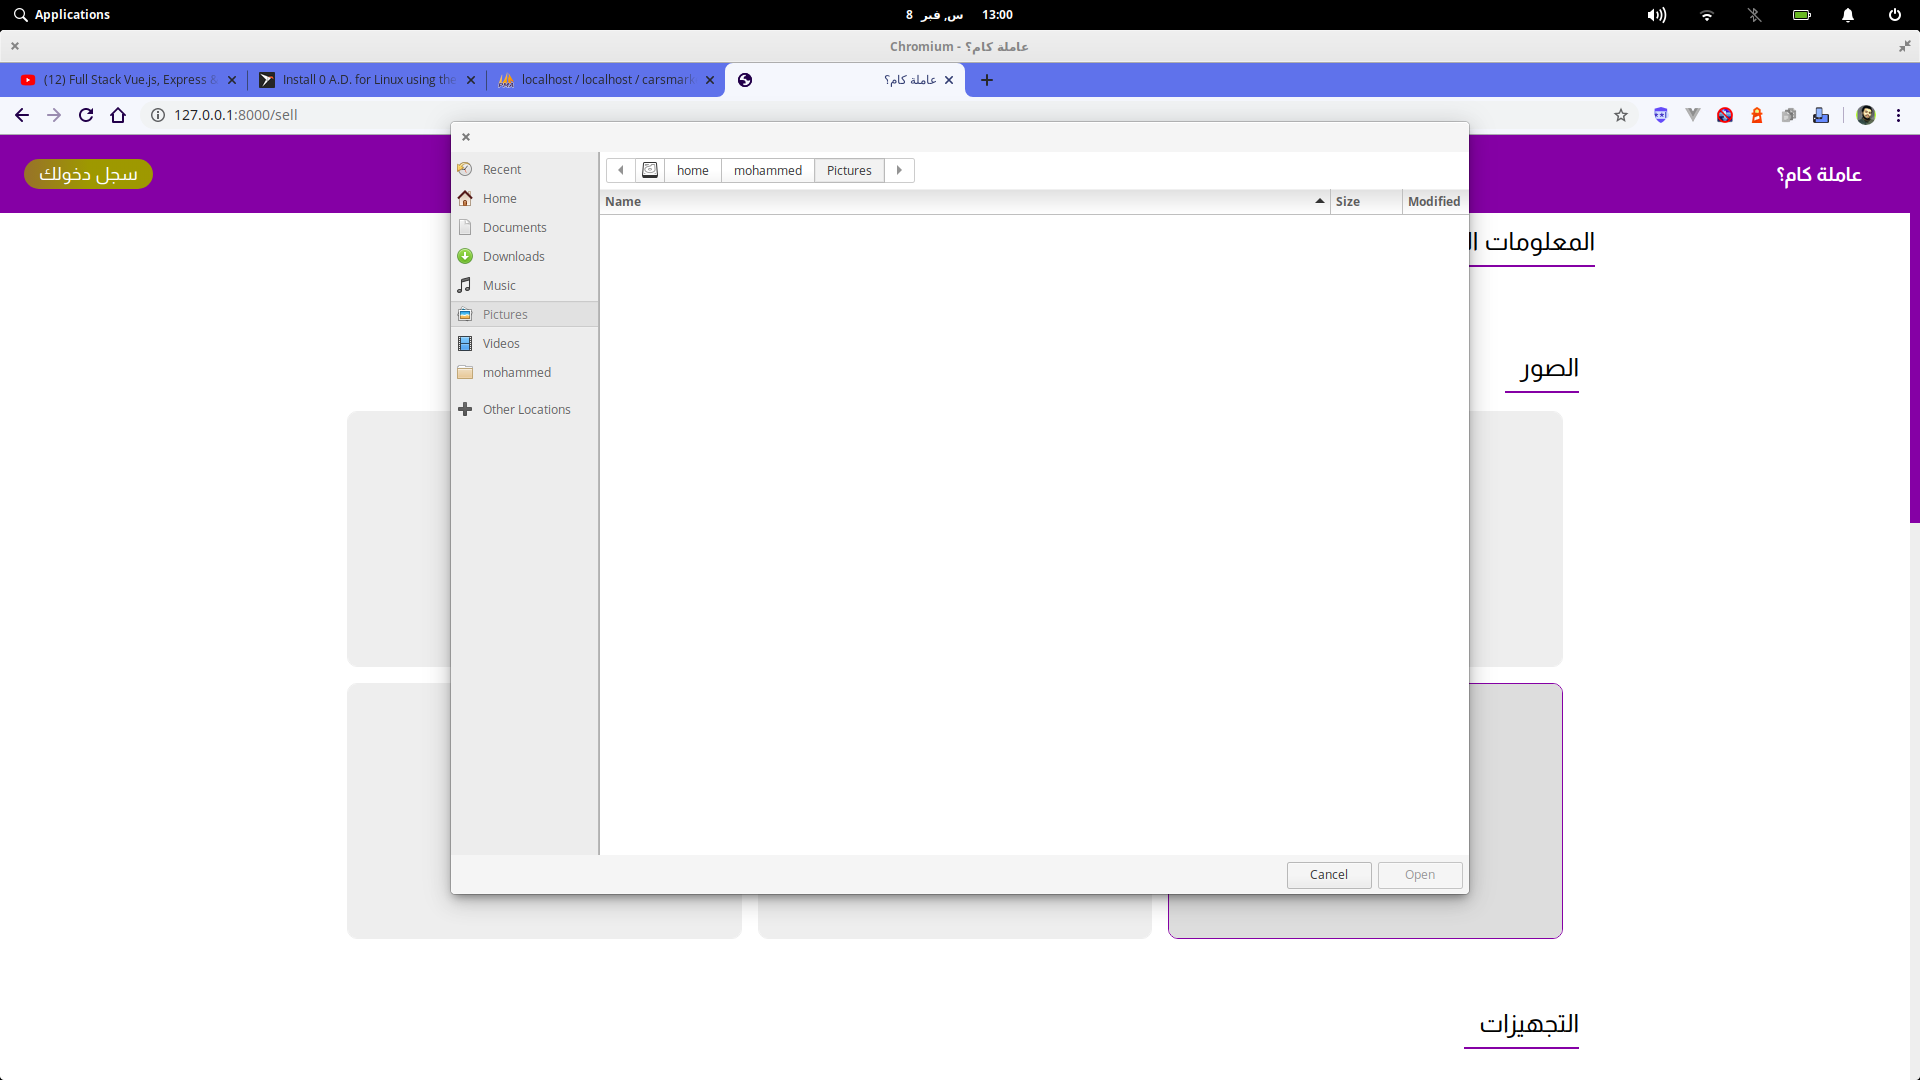 Applications
8 س, فبر 13:00
Chromium - عاملة كام؟
(12) Full Stack Vue.js, Express &
Install 0 A.D. for Linux using the
localhost / localhost / carsmark
عاملة كام؟
127.0.0.1:8000/sell
سجل دخولك
عاملة كام؟
Recent
Home
Documents
Downloads
Music
Pictures
Videos
mohammed
Other Locations
home
mohammed
Pictures
Name
Size
Modified
Cancel
Open
المعلومات ال
الصور
التجهيزات